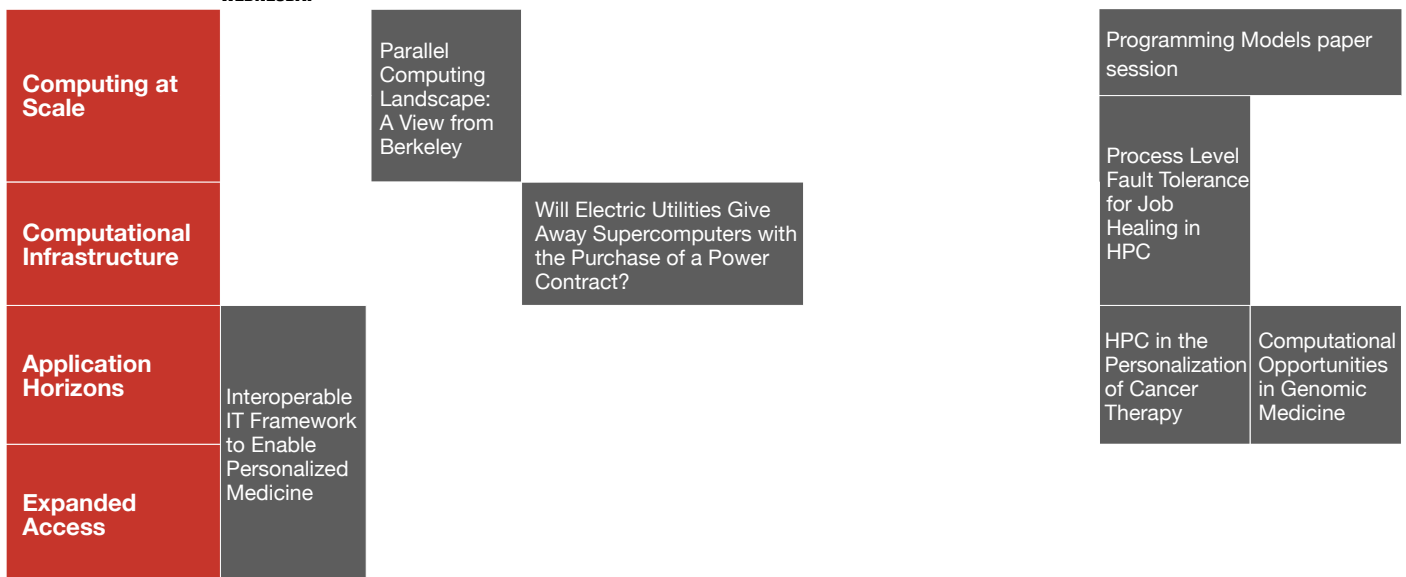 Computing at
Scale
Parallel
Computing
Landscape:
A View from
Berkeley
Programming Models paper
session
Process Level
Fault Tolerance
for Job
Healing in
HPC
Computational
Infrastructure
Will Electric Utilities Give
Away Supercomputers with
the Purchase of a Power
Contract?
Application
Horizons
Interoperable
IT Framework
to Enable
Personalized
Medicine
HPC in the
Personalization
of Cancer
Therapy
Computational
Opportunities
in Genomic
Medicine
Expanded
Access